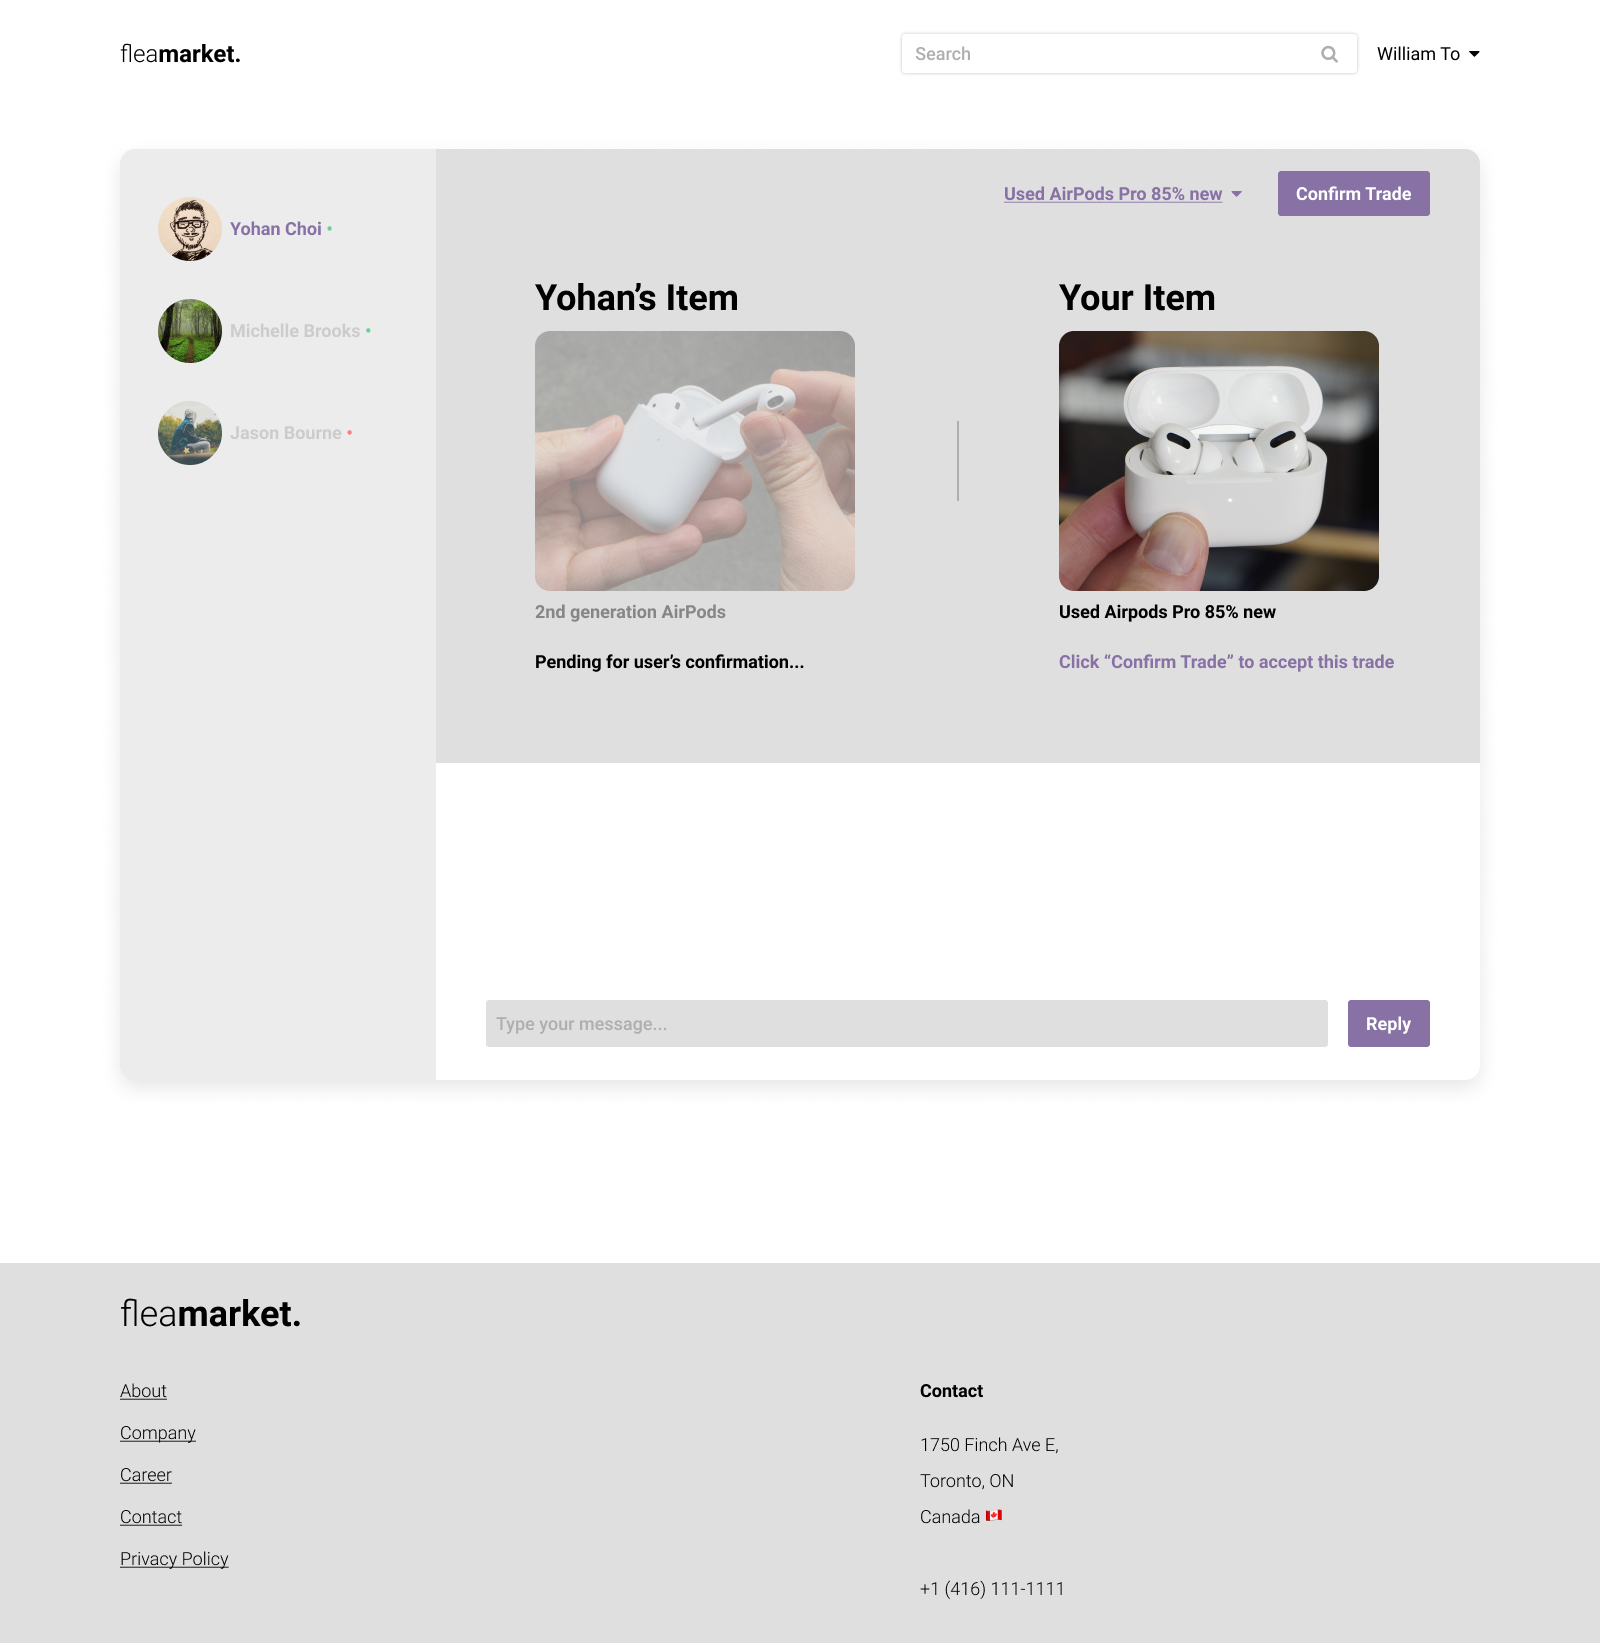 fleamarket.
Search
William To
Yohan Choi
Michelle Brooks
Jason Bourne
Used AirPods Pro 85% new
Confirm Trade
Yohan’s Item
2nd generation AirPods
Pending for user’s confirmation...
Your Item
Used Airpods Pro 85% new
Click “Confirm Trade” to accept this trade
Type your message...
Reply
fleamarket.
About
Company
Career
Contact
Privacy Policy
Contact
1750 Finch Ave E,
Toronto, ON
Canada 🇨🇦
+1 (416) 111-1111